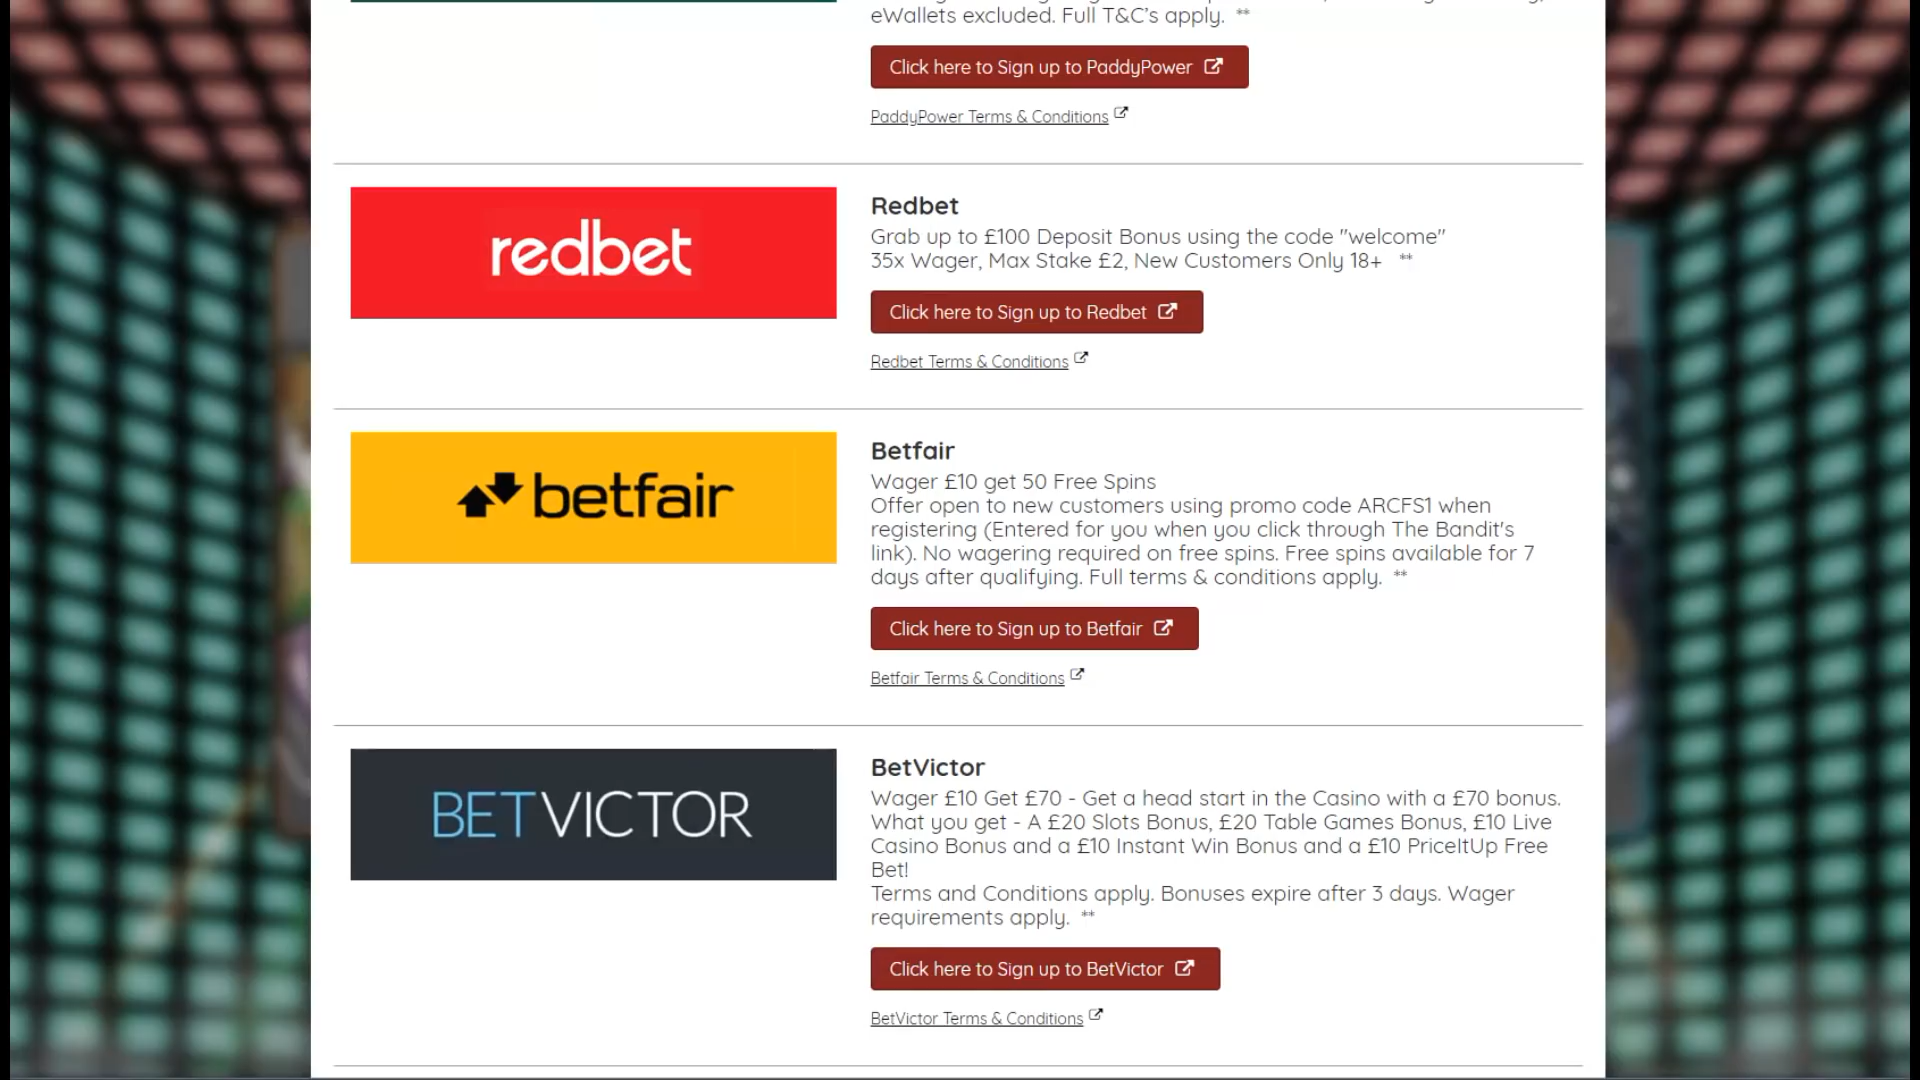 eWallets excluded. Full T&C's apply. **
Click here to Sign up to PaddyPower
PaddyPower Terms & Conditions
redbet
Redbet
Grab up to £100 Deposit Bonus using the code "welcome"
35x Wager, Max Stake £2, New Customers Only 18+ **
Click here to Sign up to Redbet
Redbet Terms & Conditions
betfair
Betfair
Wager £10 get 50 Free Spins
Offer open to new customers using promo code ARCFS1 when
registering (Entered for you when you click through The Bandit's
link). No wagering required on free spins. Free spins available for 7
days after qualifying. Full terms & conditions apply. **
Click here to Sign up to Betfair
Betfair Terms & Conditions
BETVICTOR
BetVictor
Wager £10 Get £70 - Get a head start in the Casino with a £70 bonus.
What you get - A £20 Slots Bonus, £20 Table Games Bonus, £10 Live
Casino Bonus and a £10 Instant Win Bonus and a £10 PriceItUp Free
Bet!
Terms and Conditions apply. Bonuses expire after 3 days. Wager
requirements apply. **
Click here to Sign up to BetVictor
BetVictor Terms & Conditions